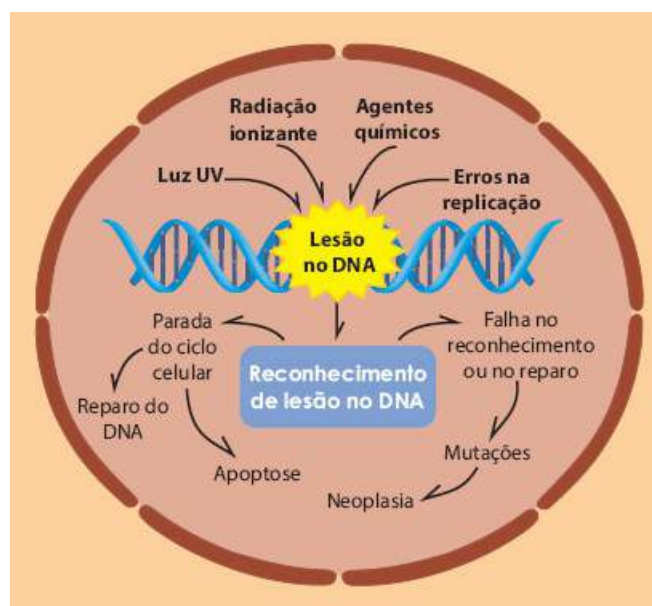 Radiação
ionizante
Agentes
químicos
Luz UV
Erros na
replicação
Lesão
no DNA
Parada
do ciclo
celular
Falha no
reconhecimento
ou no reparo
Reconhecimento
de lesão no DNA
Reparo do
DNA
Apoptose
Mutações
Neoplasia